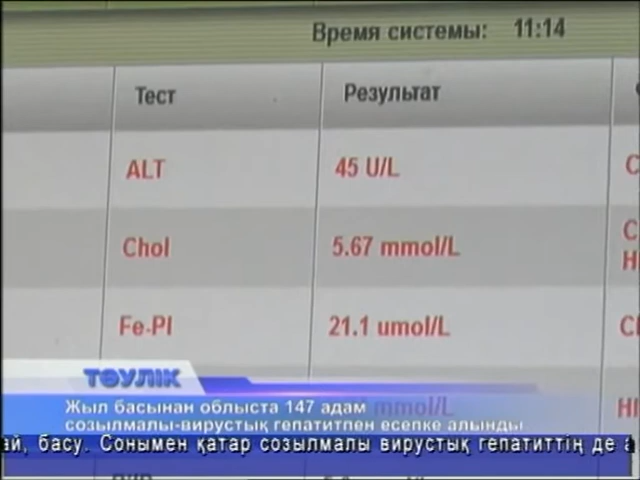 Время системы: 11:14
Тест Результат
ALT 45 U/L
Chol 5.67 mmol/L
Fe-Pl 21.1 umol/L
mmol/L
ТӘУЛІК
Жыл басынан облыста 147 адам
созылмалы-вирустық гепатитпен есепке алынды
басу. Сонымен қатар созылмалы вирустық гепатиттің де